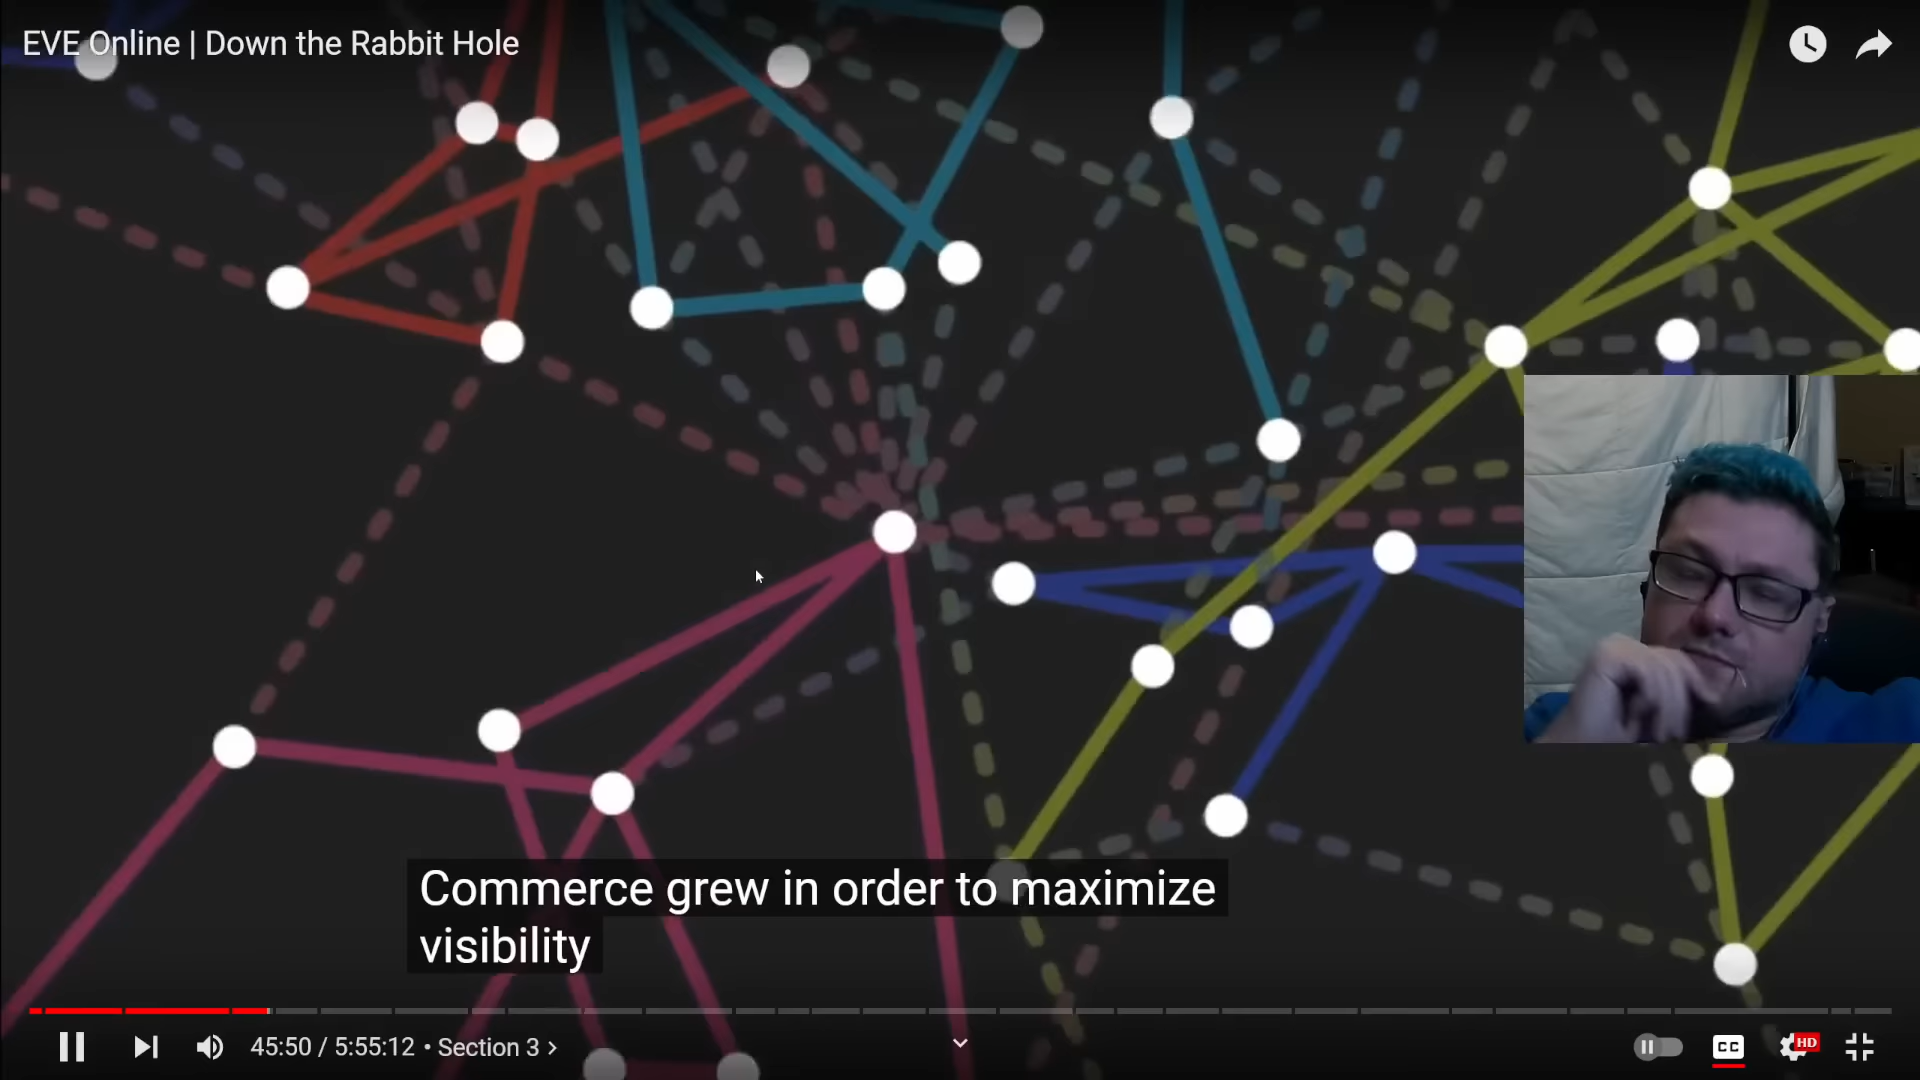 EVE Online | Down the Rabbit Hole
Commerce grew in order to maximize
visibility
45:50 / 5:55:12 • Section 3 >
CC
HD